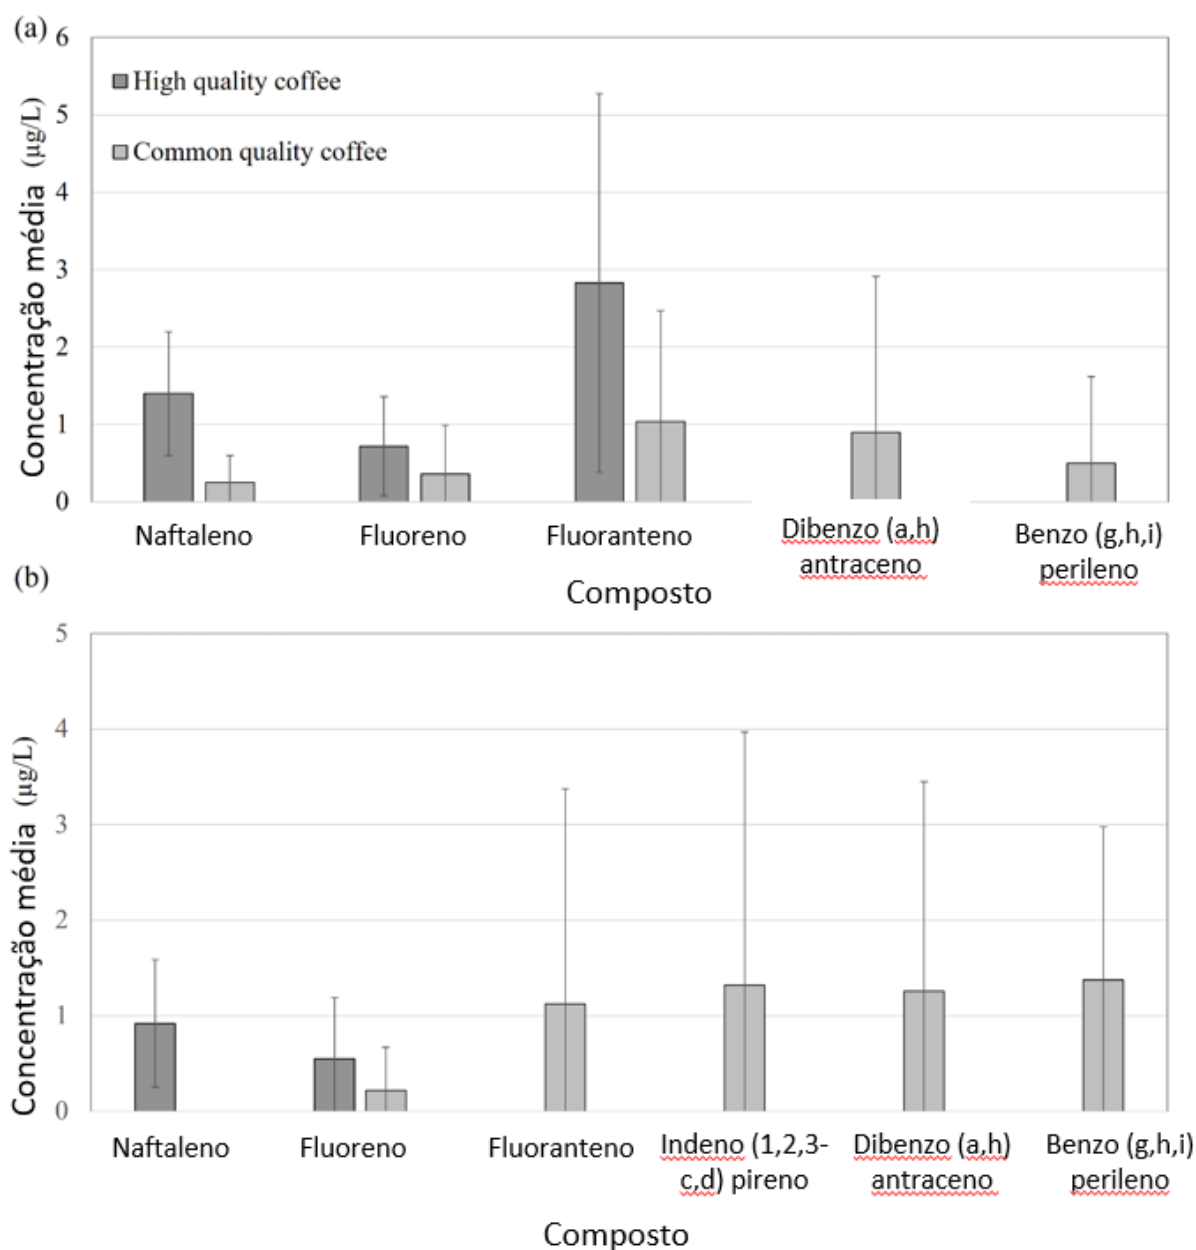 (a)
6
5
4
3
2
1
0
Concentração média (µg/L)
High quality coffee
Common quality coffee
Naftaleno
Fluoreno
Fluoranteno
Dibenzo (a,h)
antraceno
Benzo (g,h,i)
perileno
Composto
(b)
5
4
3
2
1
0
Concentração média (µg/L)
Naftaleno
Fluoreno
Fluoranteno
Indeno (1,2,3-
c,d) pireno
Dibenzo (a,h)
antraceno
Benzo (g,h,i)
perileno
Composto